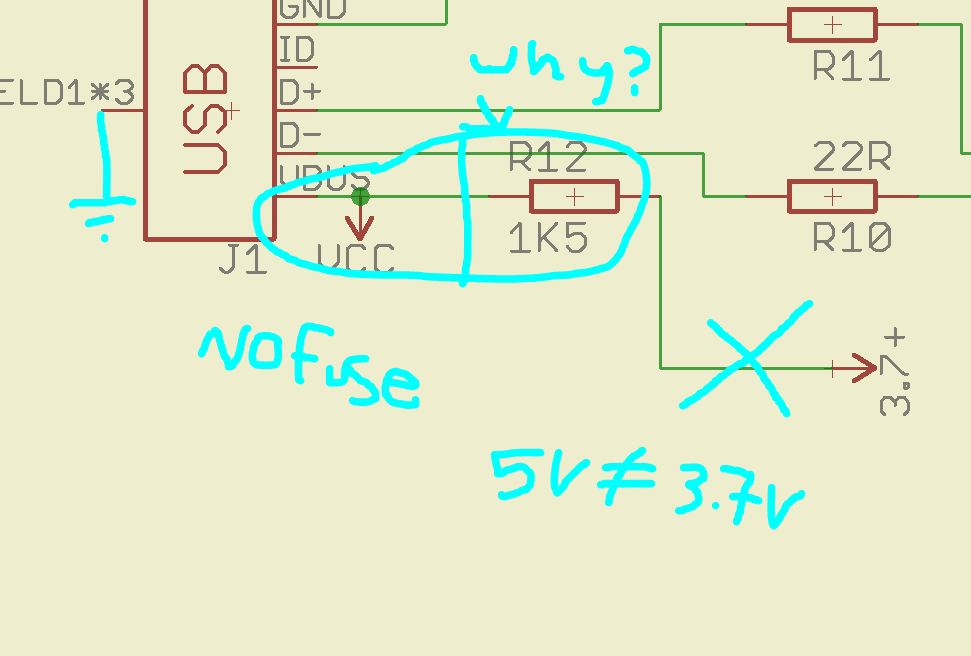 GND
ID
why?
R11
ELD1*3
USB
D+
D-
R12
22R
VBUS
1K5
R10
J1
VCC
NO Fuse
3.7+
5V ≠ 3.7V